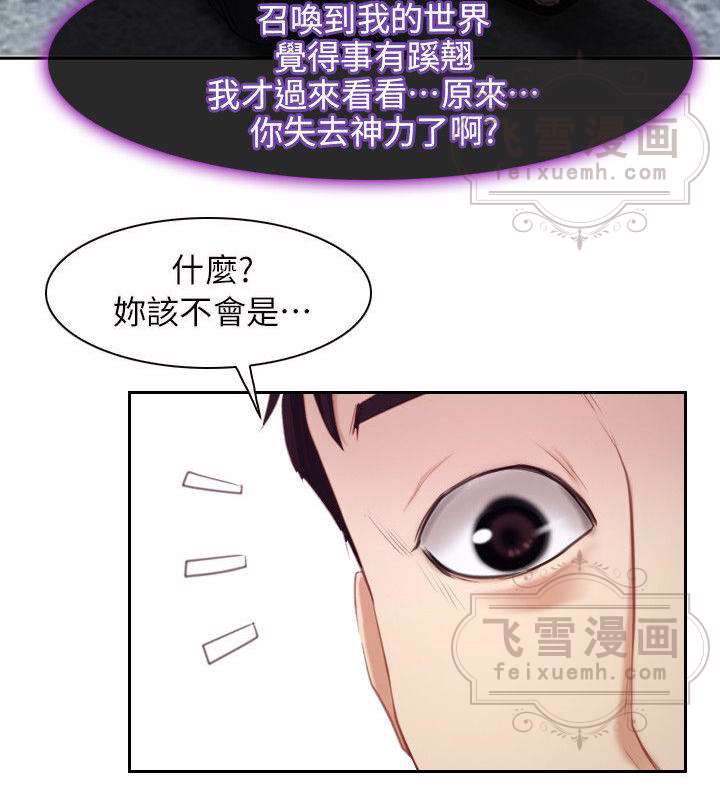 召喚到我的世界
覺得事有蹊翹
我才過來看看…原來…
你失去神力了啊?
飞雪漫画
feixuemh.com
什麼?
妳該不會是…
飞雪漫画
feixuemh.com